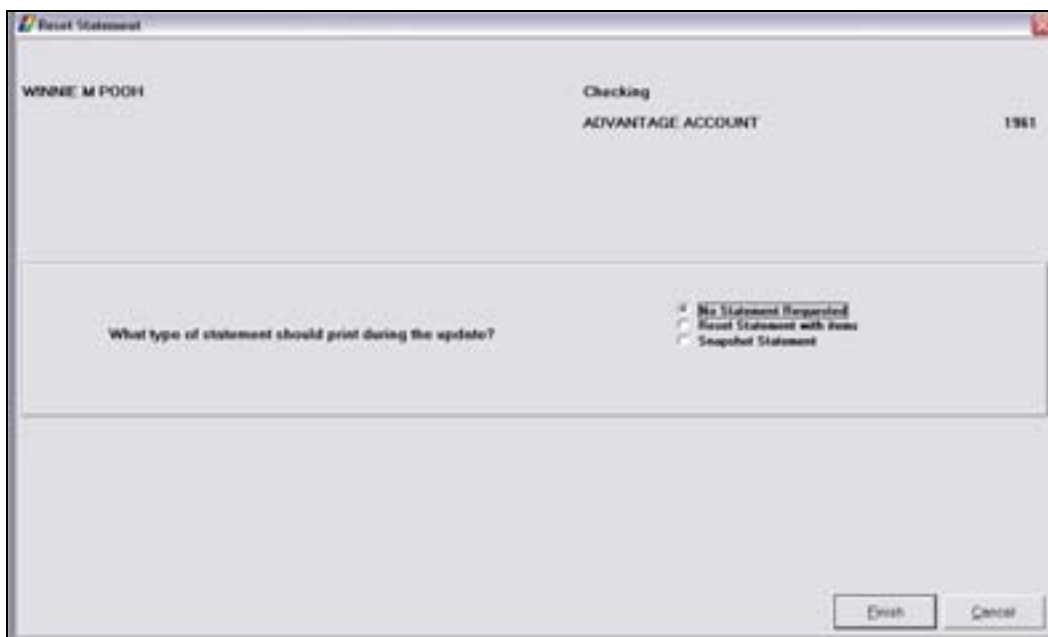 Reset Statement
WINNIE M POOH
Checking
ADVANTAGE ACCOUNT 1961
What type of statement should print during the update?
No Statement Requested
Reset Statement with items
Snapshot Statement
Finish Cancel